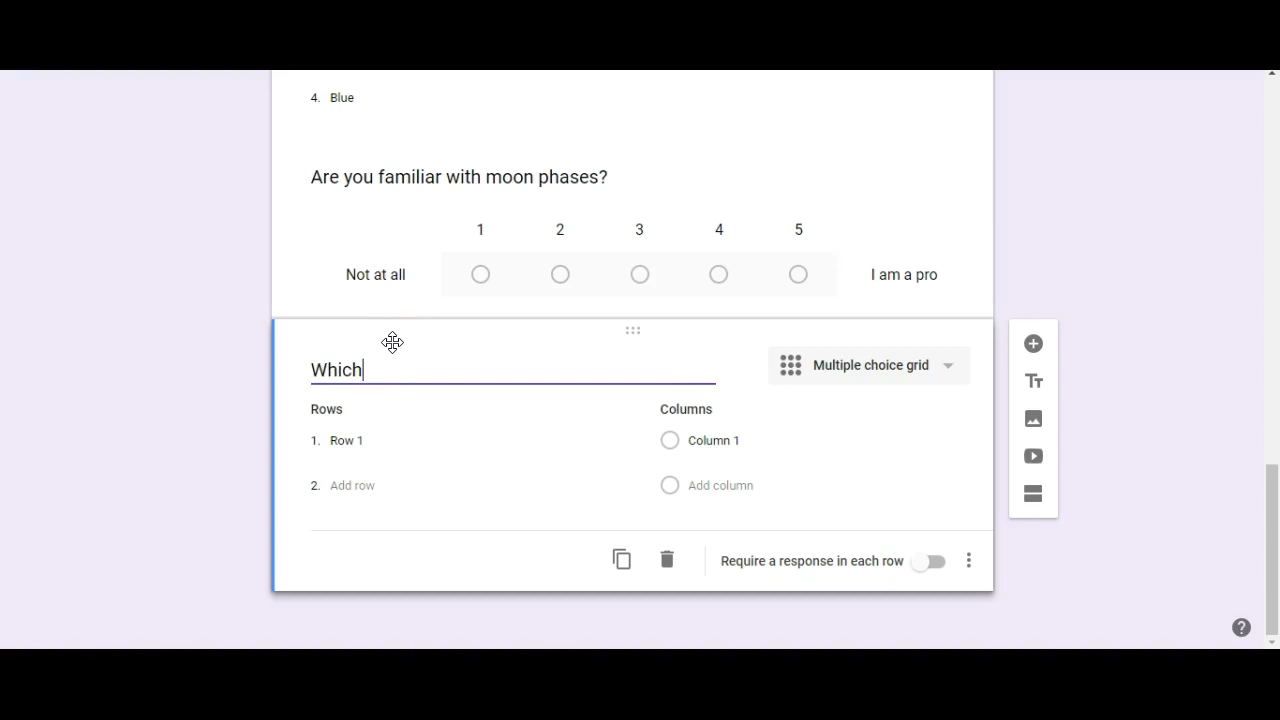 4. Blue
Are you familiar with moon phases?
1 2 3 4 5
Not at all I am a pro
Which
Multiple choice grid
Rows Columns
1. Row 1 Column 1
2. Add row Add column
Require a response in each row